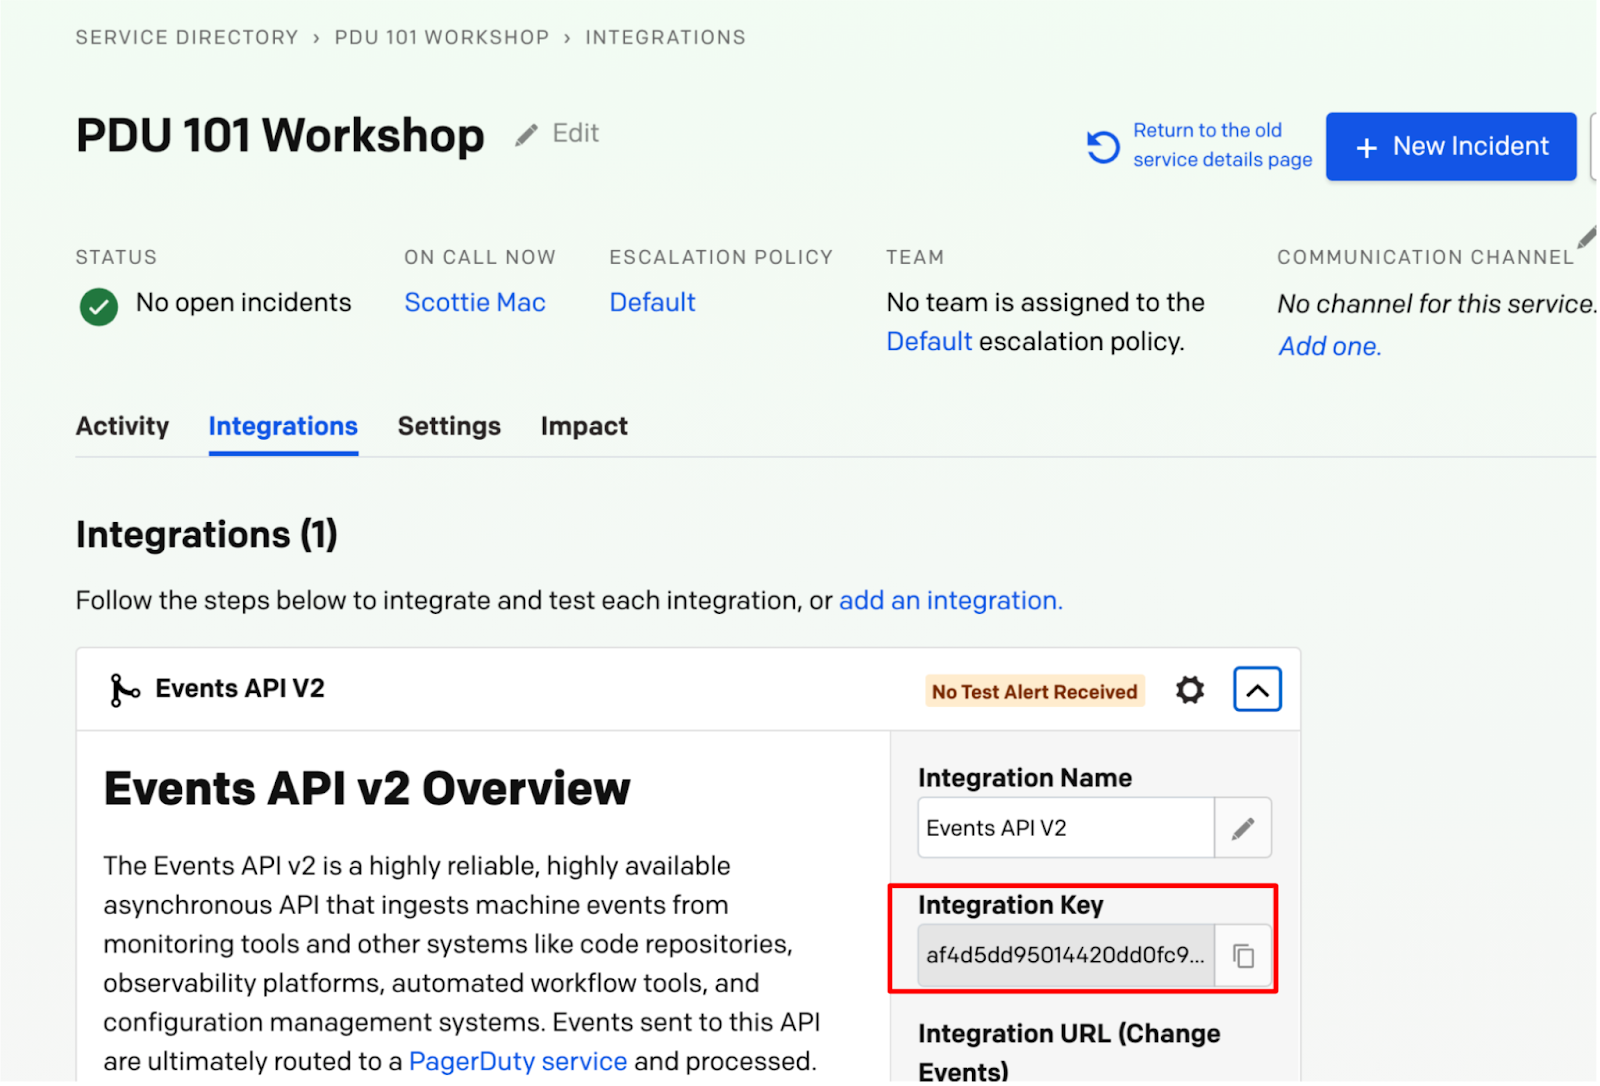 SERVICE DIRECTORY › PDU 101 WORKSHOP › INTEGRATIONS
PDU 101 Workshop
Edit
Return to the old
service details page
+ New Incident
STATUS
No open incidents
ON CALL NOW
Scottie Mac
ESCALATION POLICY
Default
TEAM
No team is assigned to the
Default escalation policy.
COMMUNICATION CHANNEL
No channel for this service.
Add one.
Activity
Integrations
Settings
Impact
Integrations (1)
Follow the steps below to integrate and test each integration, or add an integration.
Events API V2
No Test Alert Received
Events API v2 Overview
The Events API v2 is a highly reliable, highly available
asynchronous API that ingests machine events from
monitoring tools and other systems like code repositories,
observability platforms, automated workflow tools, and
configuration management systems. Events sent to this API
are ultimately routed to a PagerDuty service and processed.
Integration Name
Events API V2
Integration Key
af4d5dd95014420dd0fc9...
Integration URL (Change
Events)